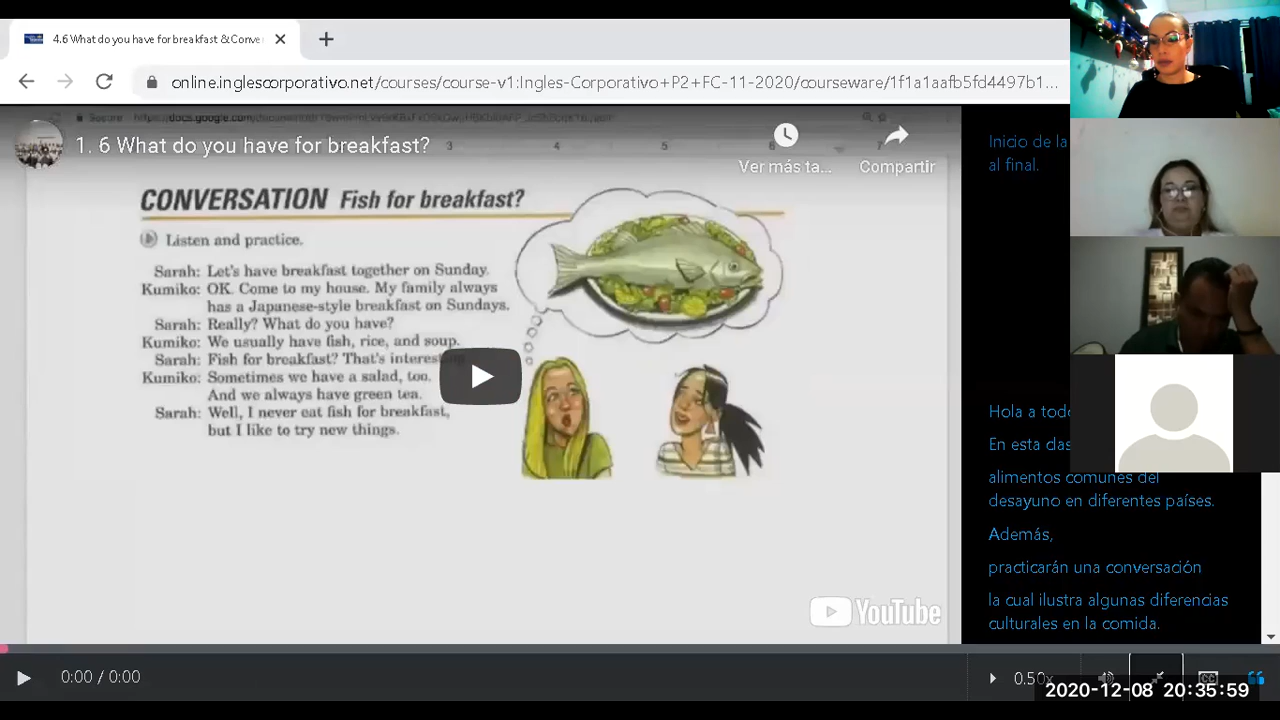 4.6 What do you have for breakfast & Conve
online.inglescorporativo.net/courses/course-v1:Ingles-Corporativo+P2+FC-11-2020/courseware/1f1a1aafb5fd4497b1...
1. 6 What do you have for breakfast?
3 4 5 6 7
Ver más ta...
Compartir
CONVERSATION Fish for breakfast?
Listen and practice.
Sarah: Let's have breakfast together on Sunday.
Kumiko: OK. Come to my house. My family always
has a Japanese-style breakfast on Sundays.
Sarah: Really? What do you have?
Kumiko: We usually have fish, rice, and soup.
Sarah: Fish for breakfast? That's interesting.
Kumiko: Sometimes we have a salad, too.
And we always have green tea.
Sarah: Well, I never eat fish for breakfast,
but I like to try new things.
YouTube
Inicio de la
al final.
Hola a todo
En esta clas
alimentos comunes del
desayuno en diferentes países.
Además,
practicarán una conversación
la cual ilustra algunas diferencias
culturales en la comida.
0:00 / 0:00
0.50x
2020-12-08 20:35:59